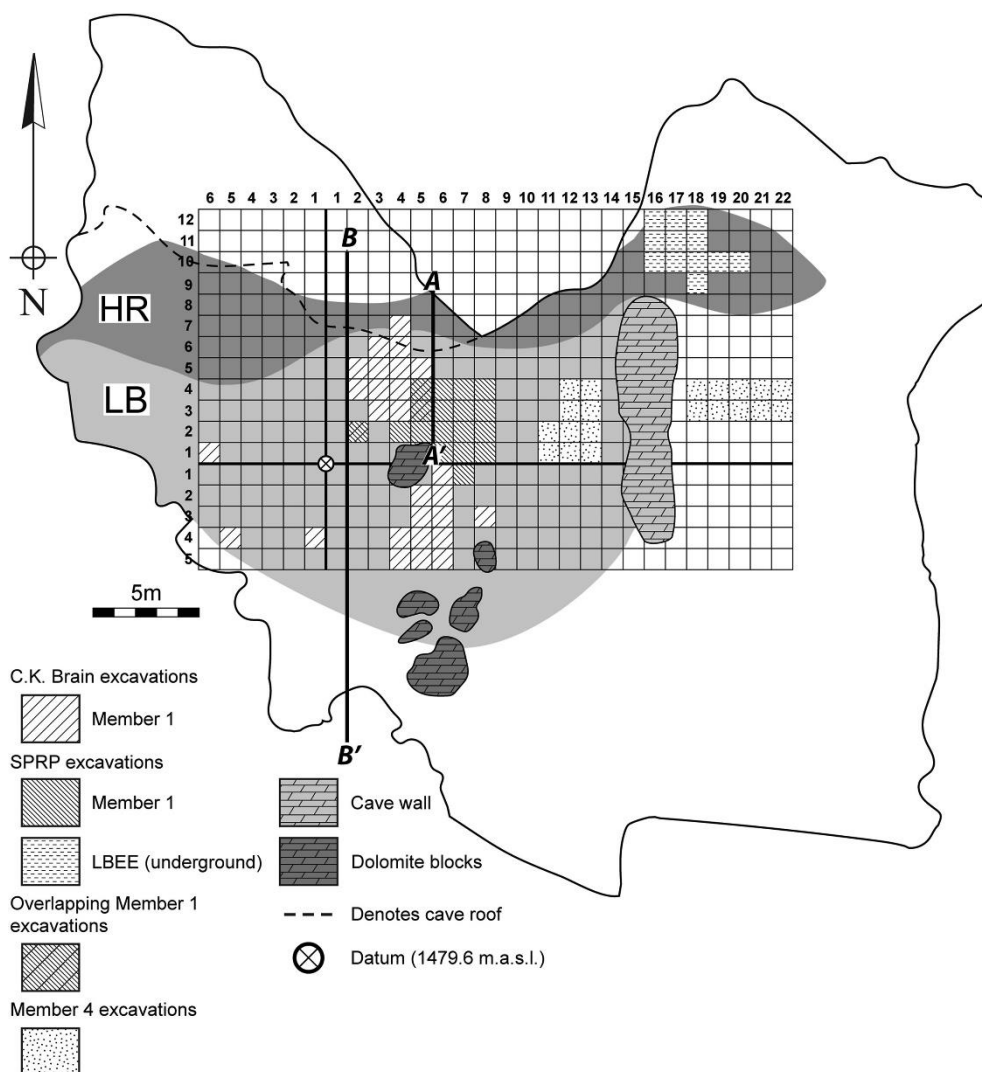 6 5 4 3 2 1 1 2 3 4 5 6 7 8 9 10 11 12 13 14 15 16 17 18 19 20 21 22
12
11
10
9
8
7
6
5
4
3
2
1
1
2
3
4
5
N
B
A
HR
LB
A'
B'
5m
C.K. Brain excavations
Member 1
SPRP excavations
Member 1
LBEE (underground)
Overlapping Member 1
excavations
Member 4 excavations
Cave wall
Dolomite blocks
Denotes cave roof
Datum (1479.6 m.a.s.l.)